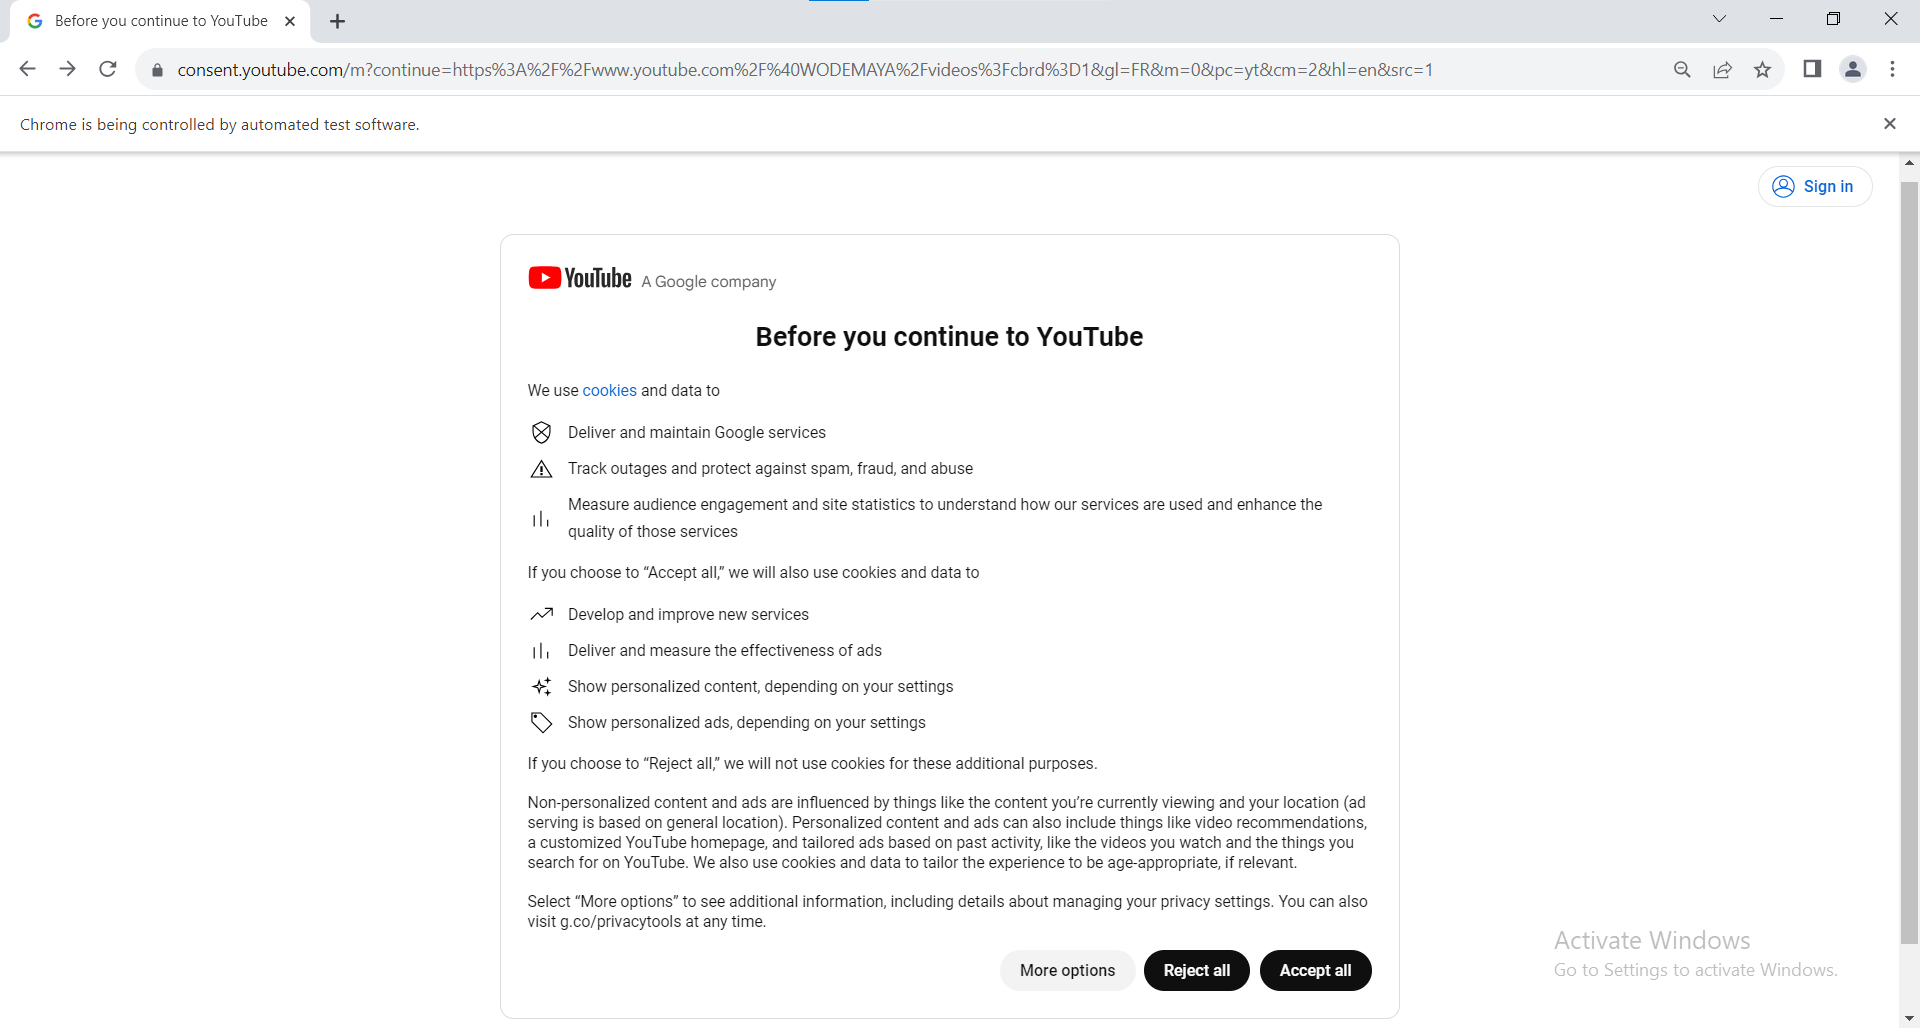 Before you continue to YouTube
consent.youtube.com/m?continue=https%3A%2F%2Fwww.youtube.com%2F%40WODEMAYA%2Fvideos%3Fcbrd%3D1&gl=FR&m=0&pc=yt&cm=2&hl=en&src=1
Chrome is being controlled by automated test software.
Sign in
YouTube A Google company
Before you continue to YouTube
We use cookies and data to
Deliver and maintain Google services
Track outages and protect against spam, fraud, and abuse
Measure audience engagement and site statistics to understand how our services are used and enhance the
quality of those services
If you choose to “Accept all,” we will also use cookies and data to
Develop and improve new services
Deliver and measure the effectiveness of ads
Show personalized content, depending on your settings
Show personalized ads, depending on your settings
If you choose to “Reject all,” we will not use cookies for these additional purposes.
Non-personalized content and ads are influenced by things like the content you’re currently viewing and your location (ad
serving is based on general location). Personalized content and ads can also include things like video recommendations,
a customized YouTube homepage, and tailored ads based on past activity, like the videos you watch and the things you
search for on YouTube. We also use cookies and data to tailor the experience to be age-appropriate, if relevant.
Select “More options” to see additional information, including details about managing your privacy settings. You can also
visit g.co/privacytools at any time.
More options Reject all Accept all
Activate Windows
Go to Settings to activate Windows.